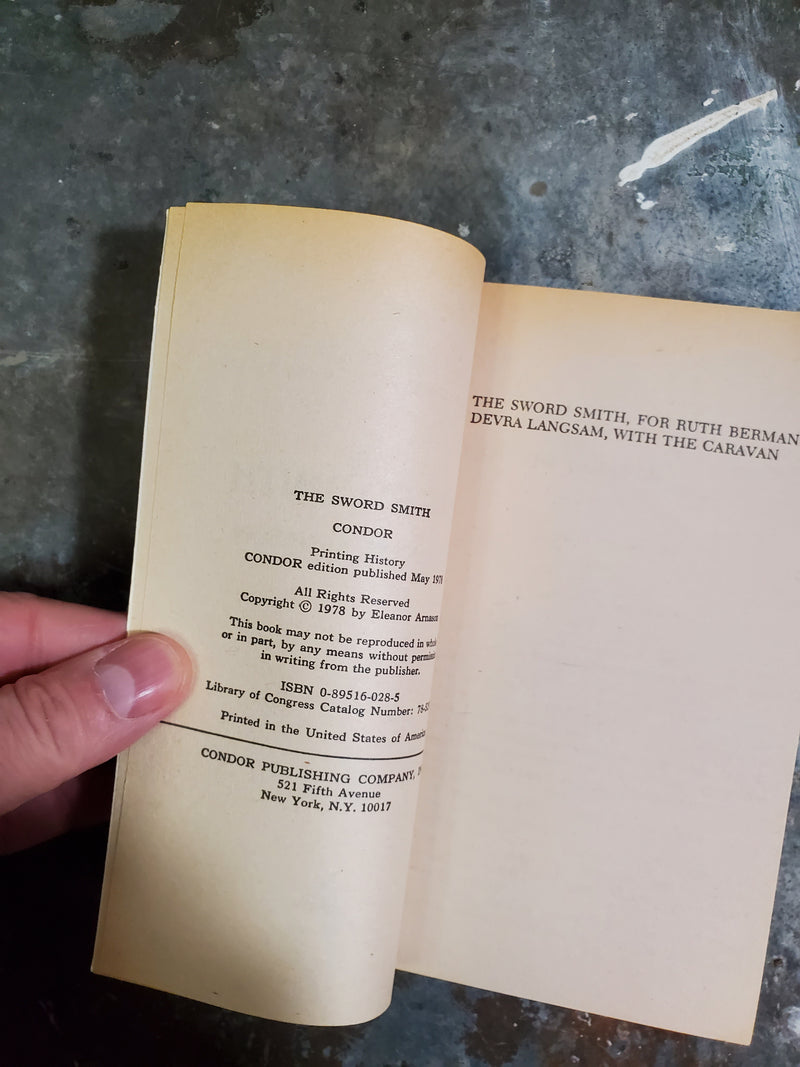 THE SWORD SMITH
CONDOR
Printing History
CONDOR edition published May 1978
All Rights Reserved
Copyright © 1978 by Eleanor Arnason
This book may not be reproduced in whole
or in part, by any means without
in writing from the publisher.
ISBN 0-89516-028-5
Library of Congress Catalog Number:
Printed in the United States of America
CONDOR PUBLISHING COMPANY,
521 Fifth Avenue
New York, N.Y. 10017
THE SWORD SMITH, FOR RUTH BERMAN
DEVRA LANGSAM, WITH THE CARAVAN